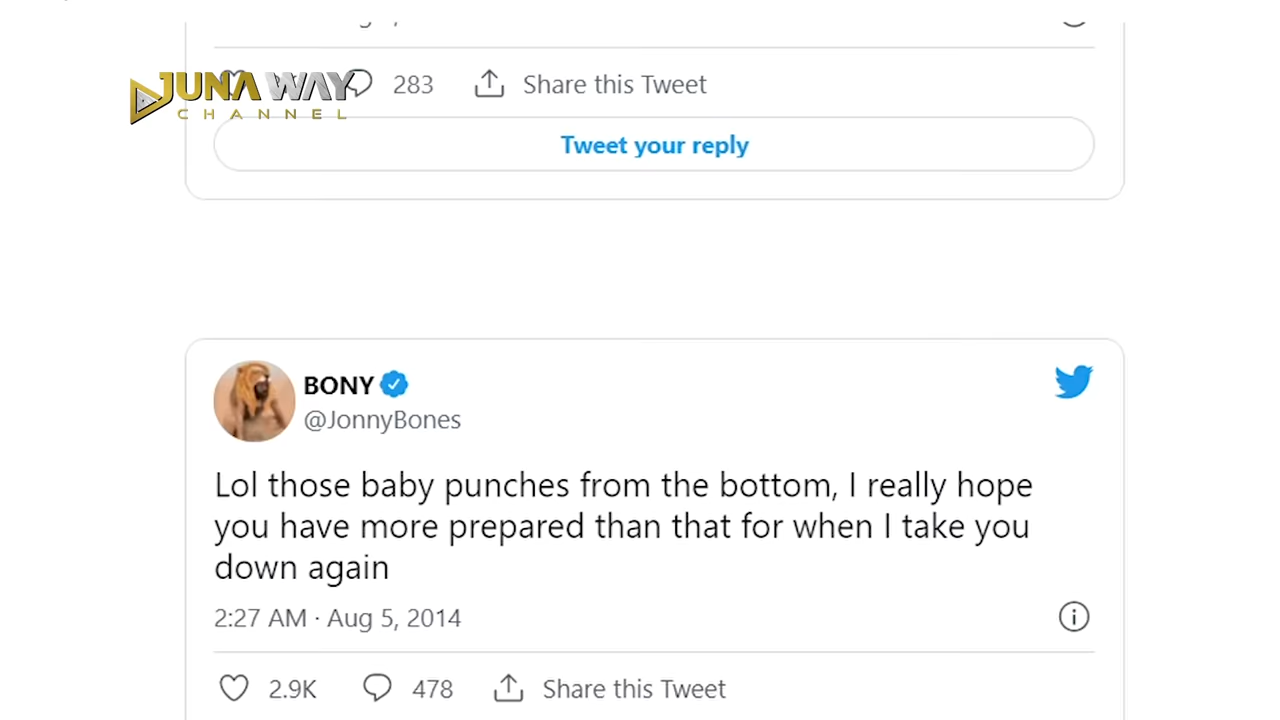 JUNA WAY
CHANNEL
283
Share this Tweet
Tweet your reply
BONY
@JonnyBones
Lol those baby punches from the bottom, I really hope
you have more prepared than that for when I take you
down again
2:27 AM · Aug 5, 2014
2.9K
478
Share this Tweet